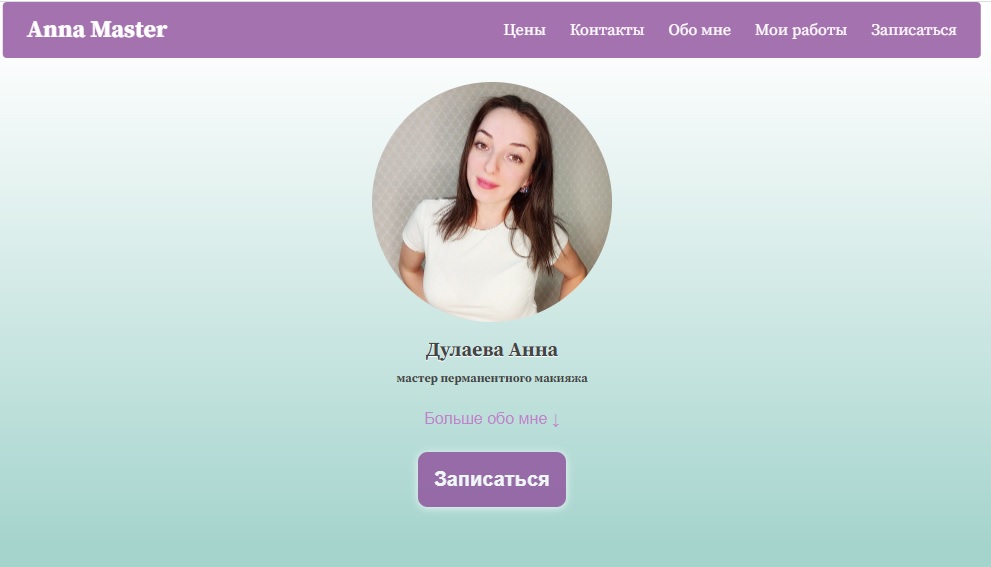 Anna Master
Цены Контакты Обо мне Мои работы Записаться
Дулаева Анна
мастер перманентного макияжа
Больше обо мне ↓
Записаться